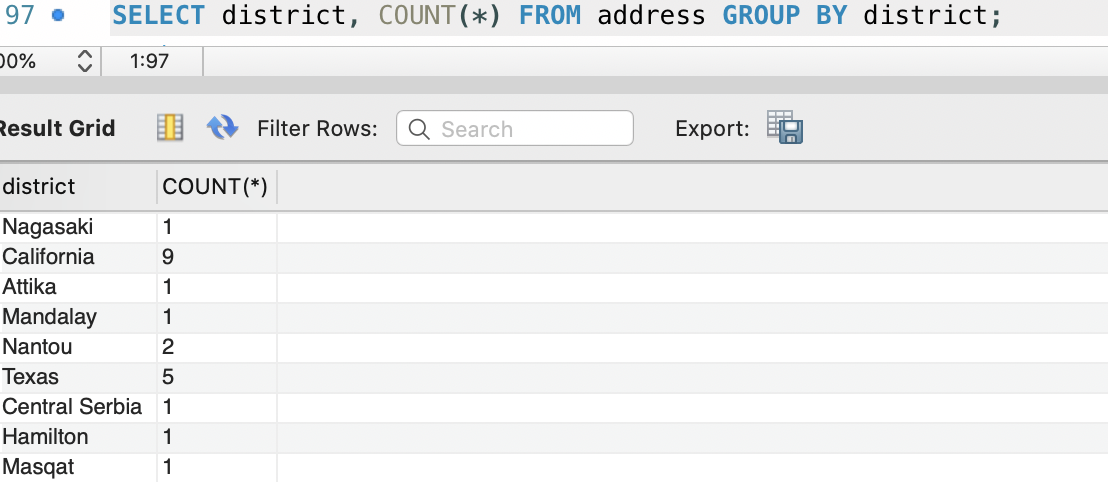 97 SELECT district, COUNT(*) FROM address GROUP BY district;
00% 1:97
Result Grid Filter Rows: Search Export:
district COUNT(*)
Nagasaki 1
California 9
Attika 1
Mandalay 1
Nantou 2
Texas 5
Central Serbia 1
Hamilton 1
Masqat 1